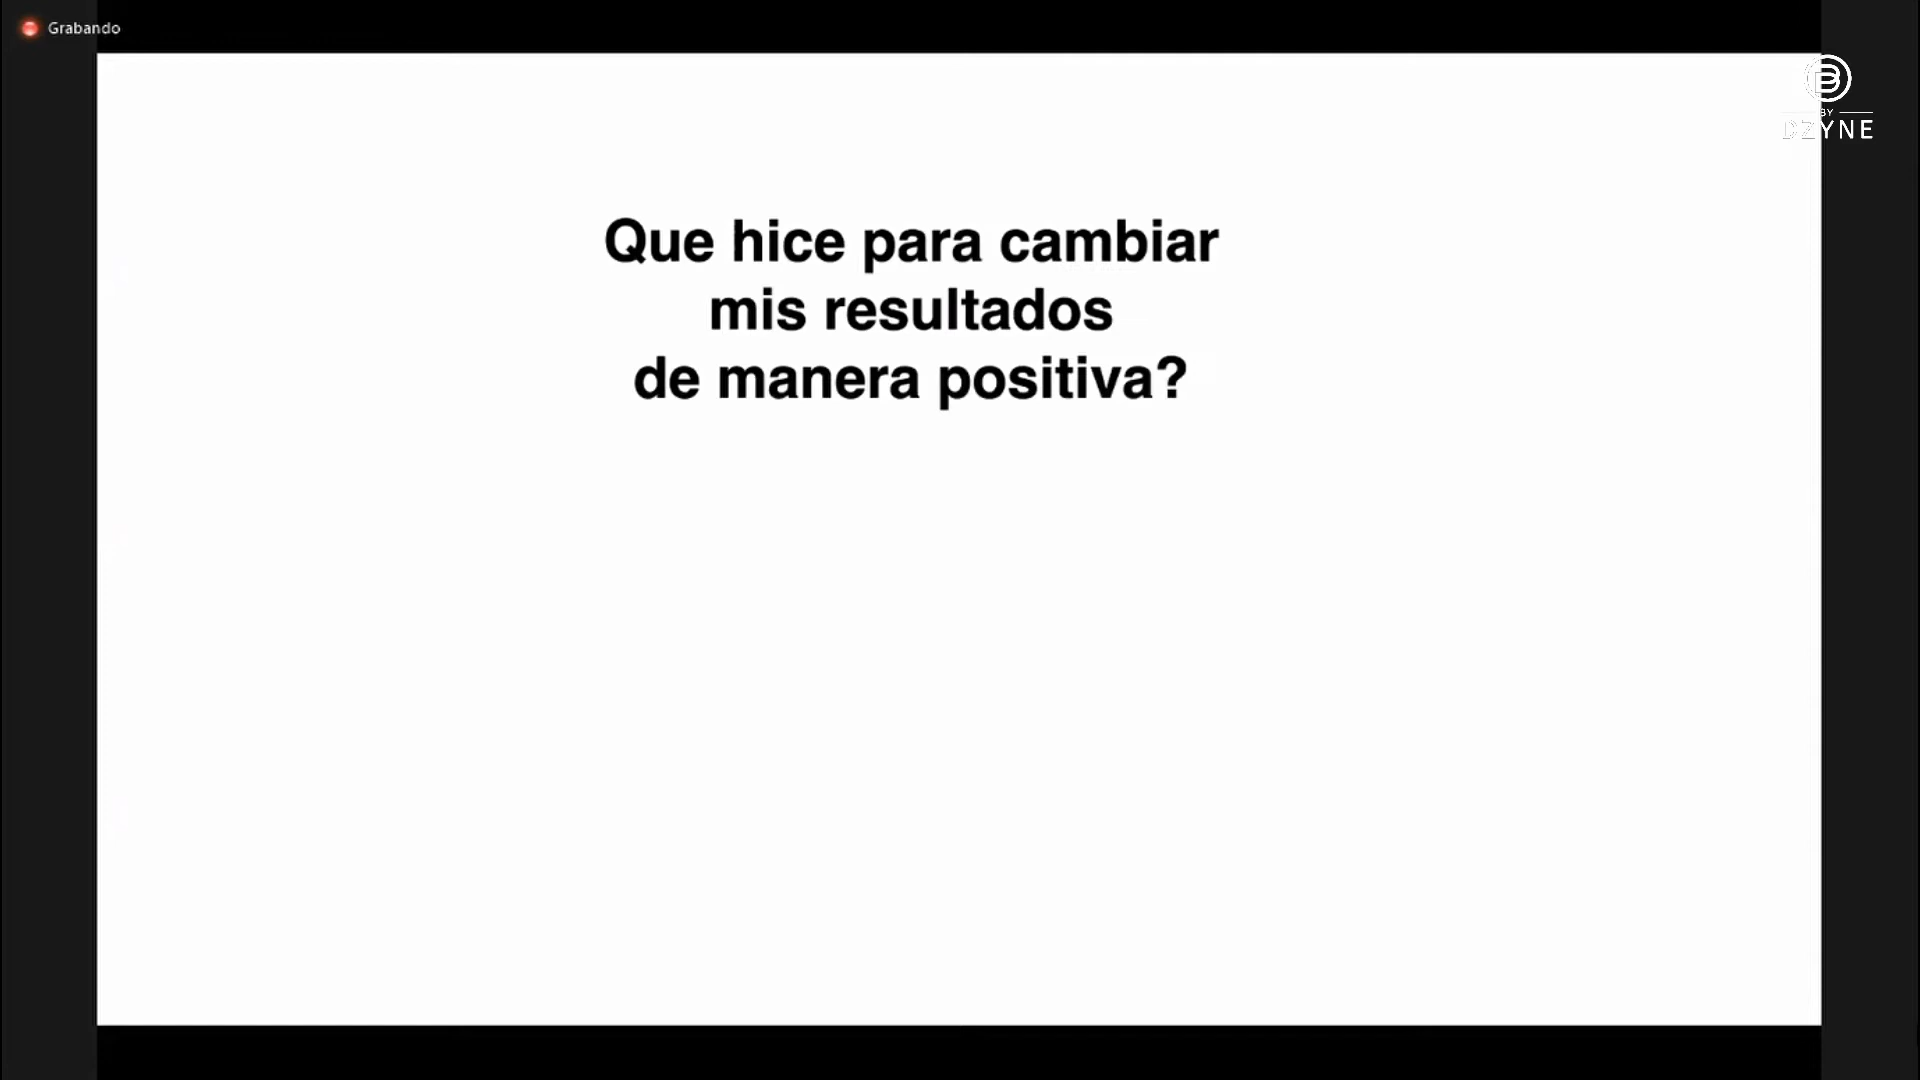 Grabando
BY
DZYNE
Que hice para cambiar
mis resultados
de manera positiva?